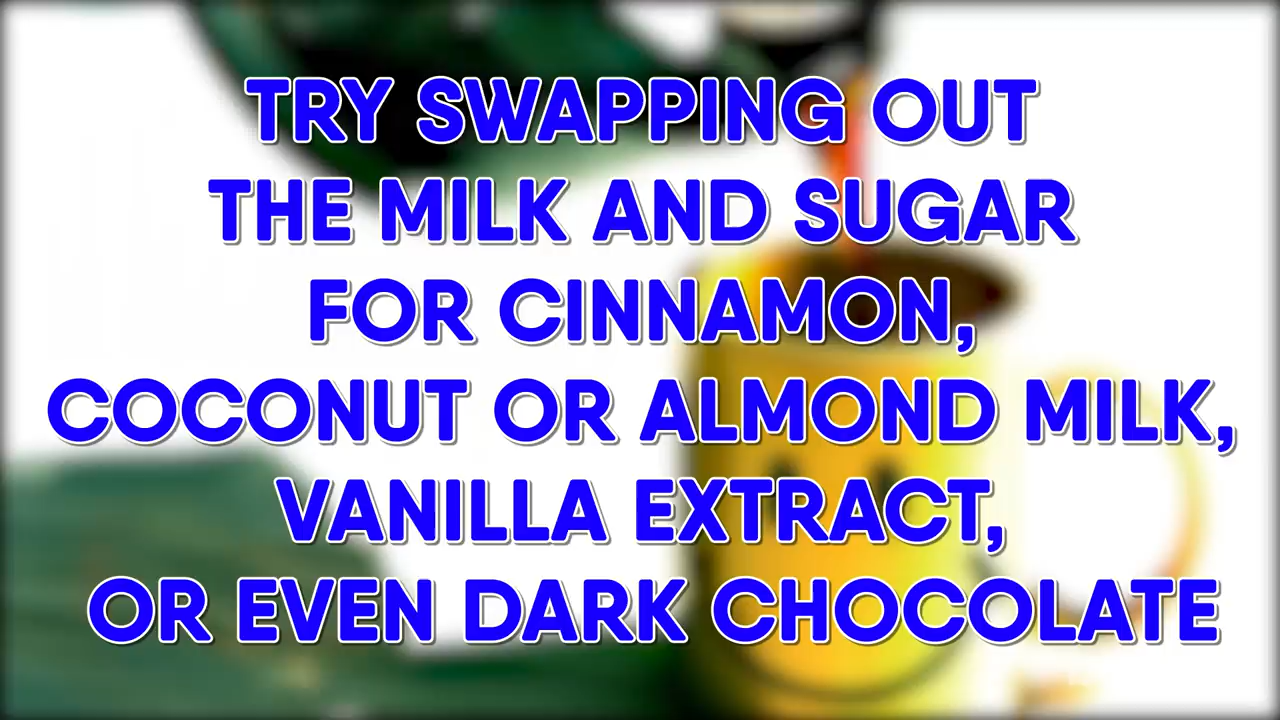 TRY SWAPPING OUT
THE MILK AND SUGAR
FOR CINNAMON,
COCONUT OR ALMOND MILK,
VANILLA EXTRACT,
OR EVEN DARK CHOCOLATE